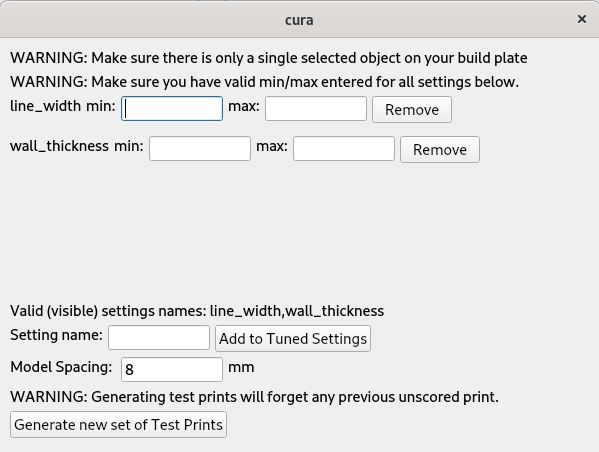 cura
WARNING: Make sure there is only a single selected object on your build plate
WARNING: Make sure you have valid min/max entered for all settings below.
line_width min: max: Remove
wall_thickness min: max: Remove
Valid (visible) settings names: line_width,wall_thickness
Setting name: Add to Tuned Settings
Model Spacing: 8 mm
WARNING: Generating test prints will forget any previous unscored print.
Generate new set of Test Prints